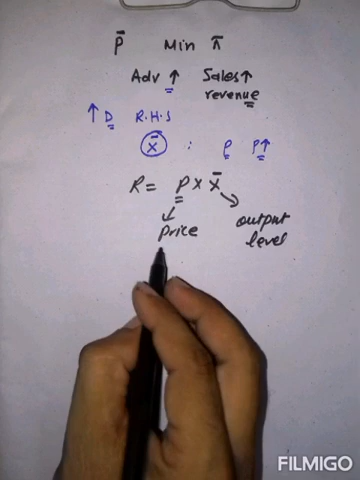 P̄ Min π̄
Adv ↑ Sales ↑
revenue
↑ D R.H.S
X̄ : P P↑
R = P × X̄
price
output
level
FILMIGO